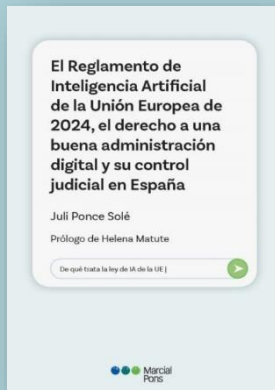 El Reglamento de
Inteligencia Artificial
de la Unión Europea de
2024, el derecho a una
buena administración
digital y su control
judicial en España
Juli Ponce Solé
Prólogo de Helena Matute
De qué trata la ley de IA de la UE |
Marcial
Pons